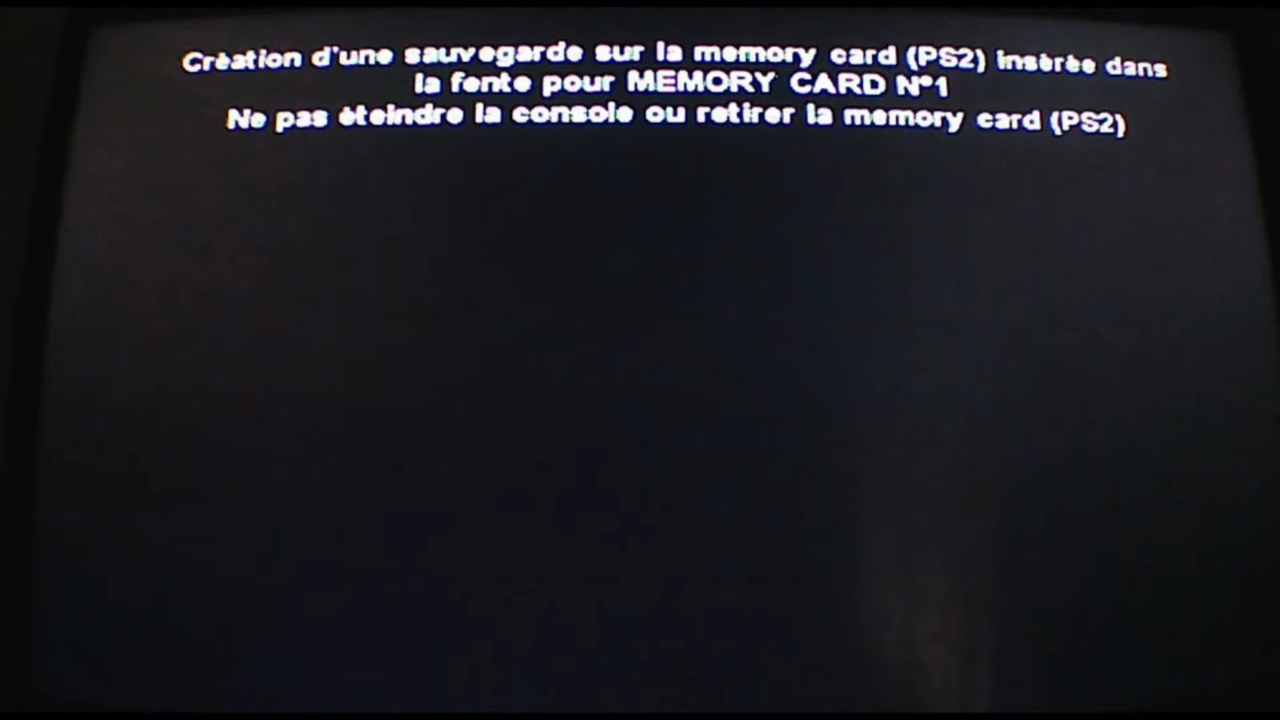 Création d'une sauvegarde sur la memory card (PS2) insérée dans
la fente pour MEMORY CARD N°1
Ne pas éteindre la console ou retirer la memory card (PS2)